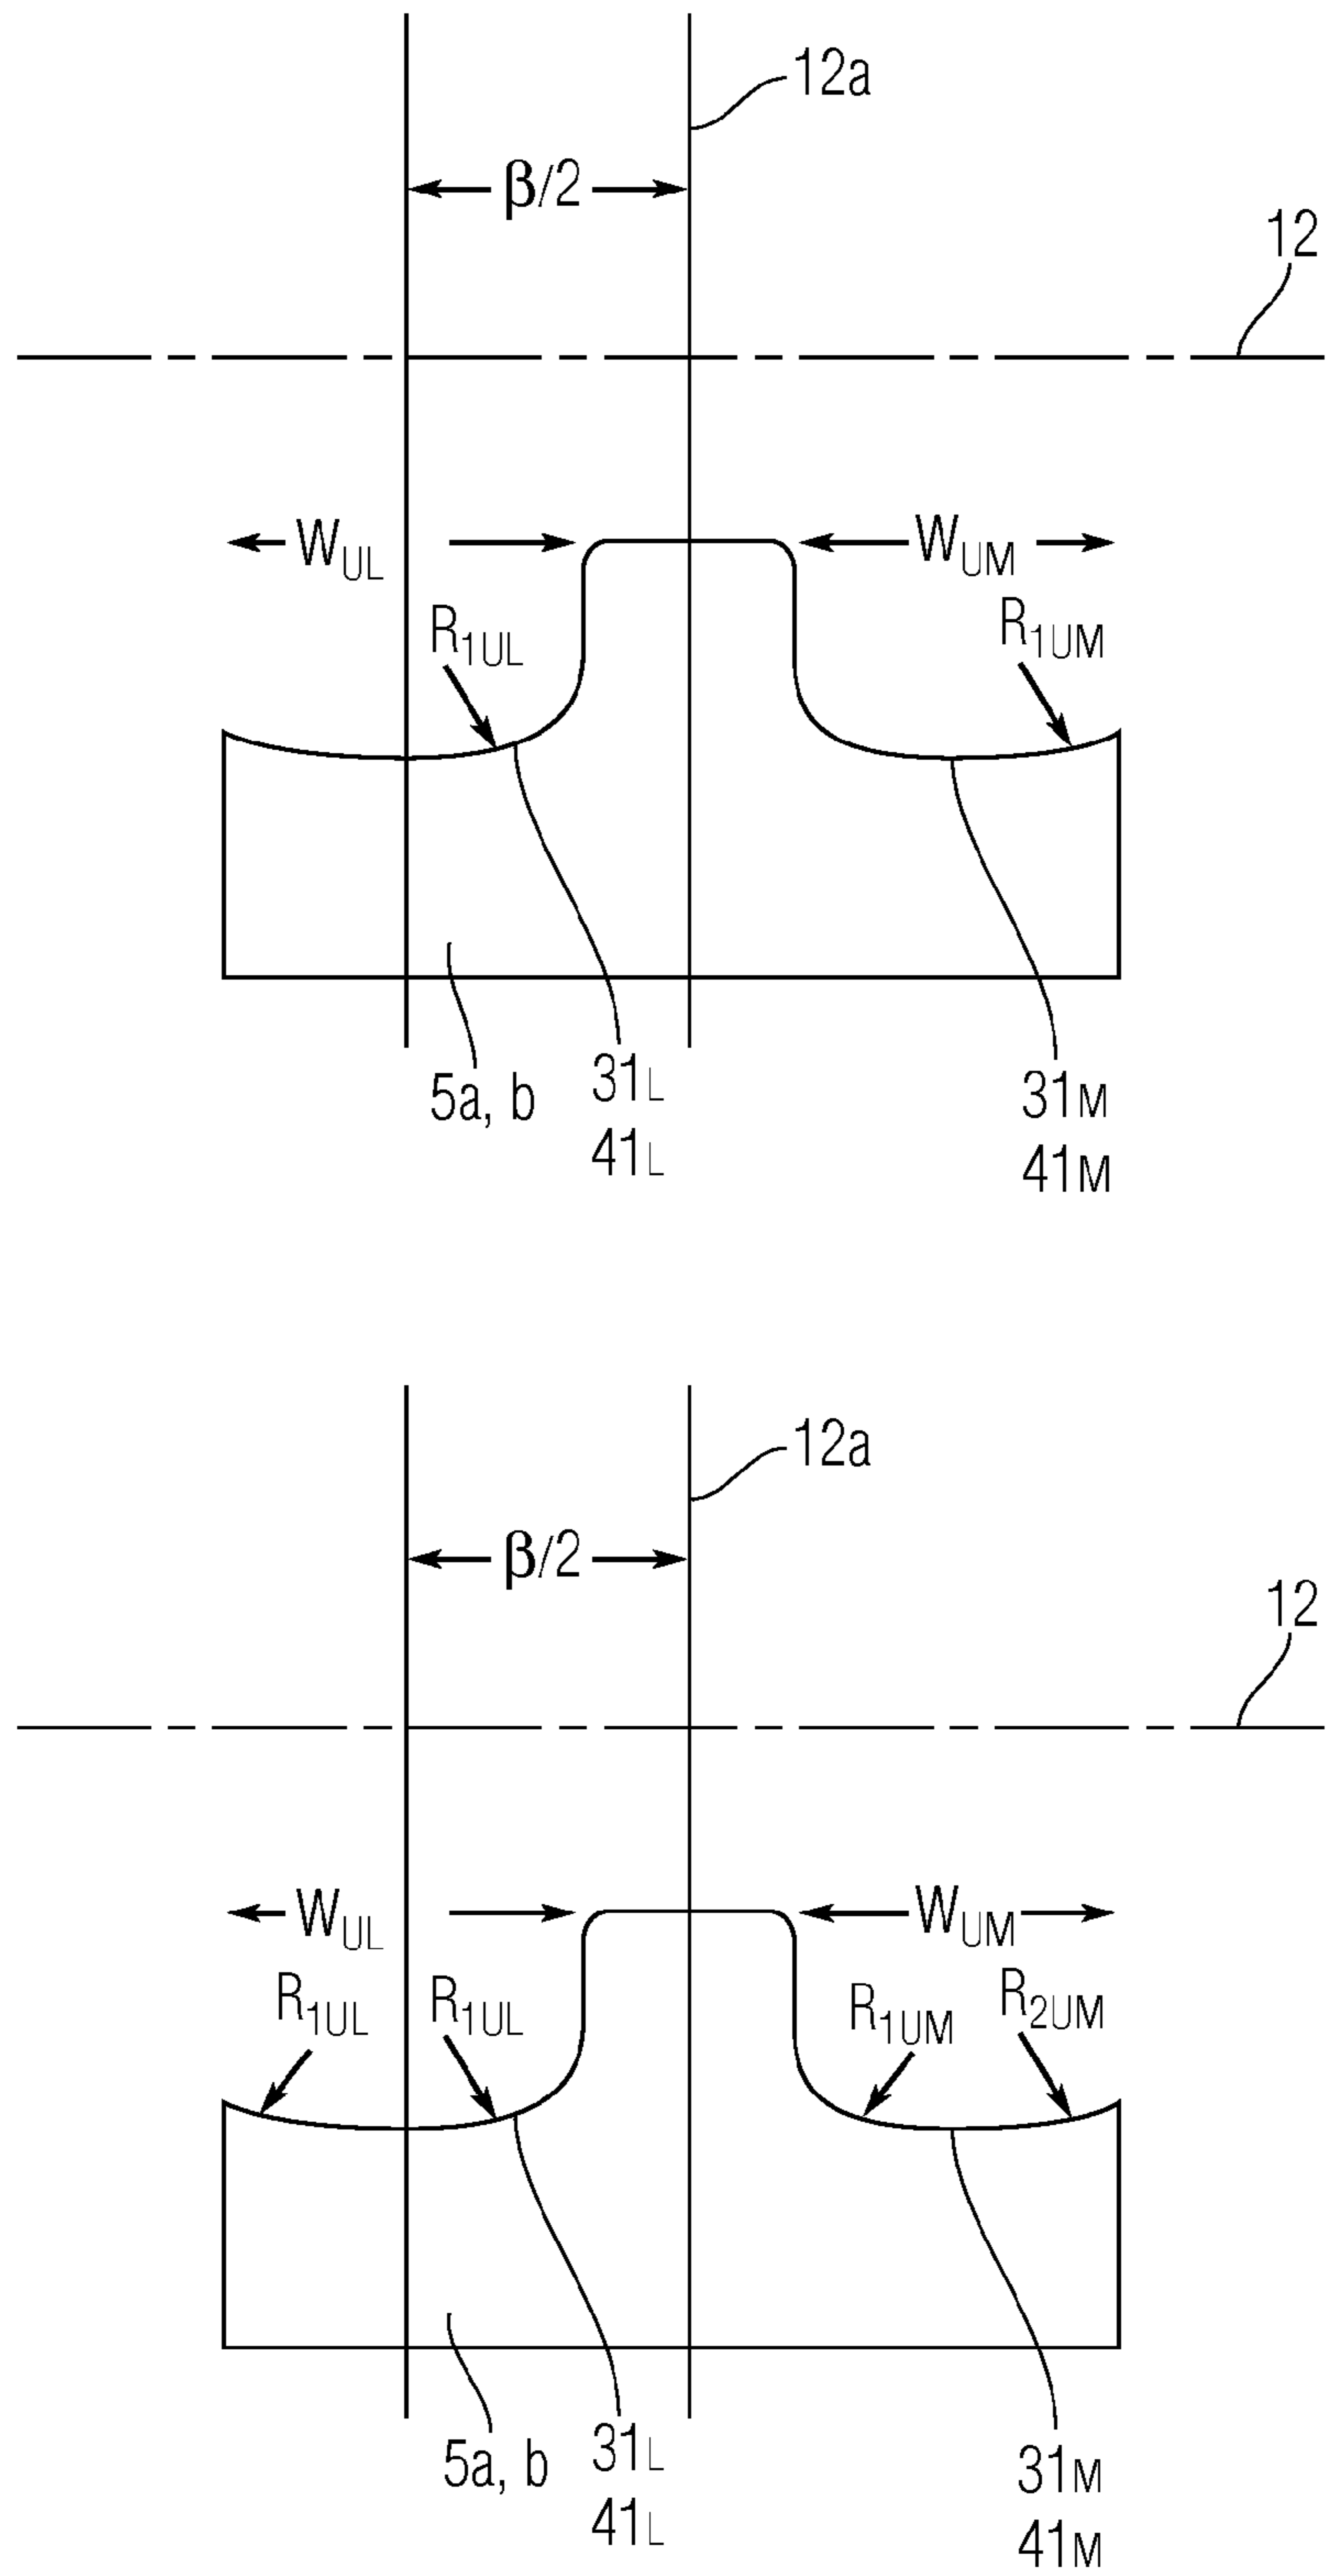 12a
β/2
12
WUL
WUM
R1UL
R1UM
5a, b
31L
41L
31M
41M
12a
β/2
12
WUL
WUM
R1UL
R1UL
R1UM
R2UM
5a, b
31L
41L
31M
41M